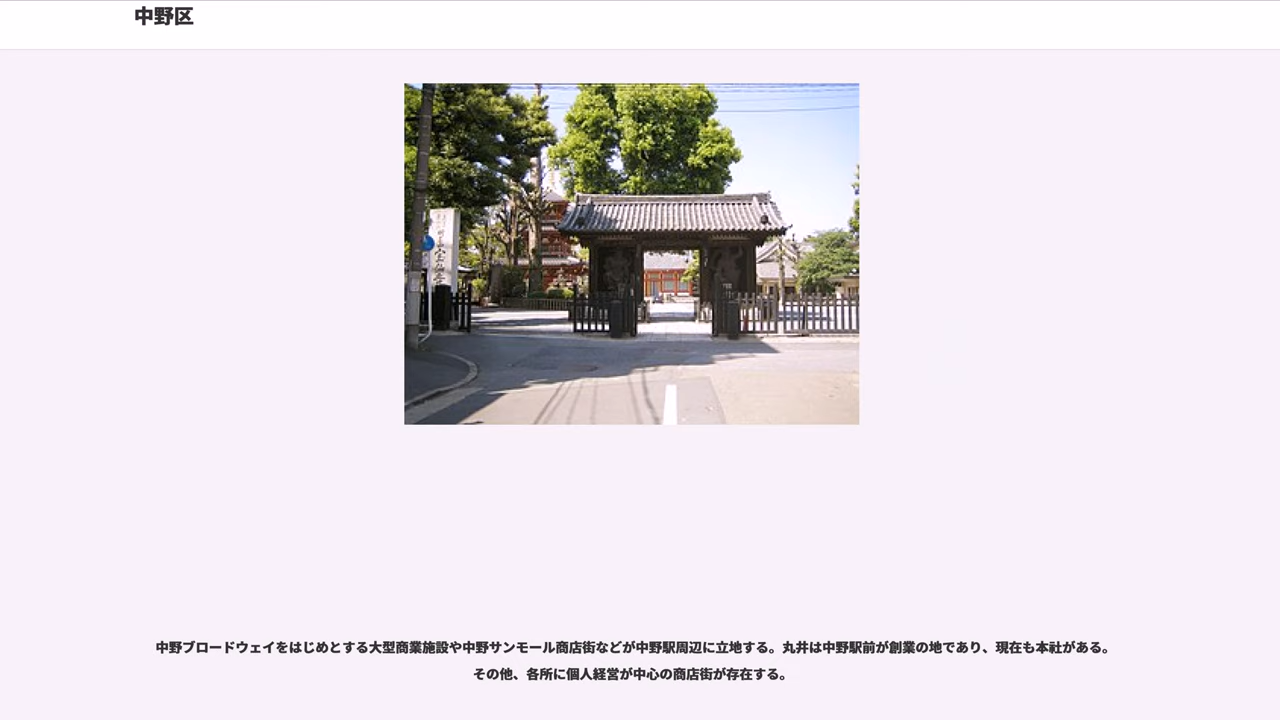 中野区
中野ブロードウェイをはじめとする大型商業施設や中野サンモール商店街などが中野駅周辺に立地する。丸井は中野駅前が創業の地であり、現在も本社がある。
その他、各所に個人経営が中心の商店街が存在する。